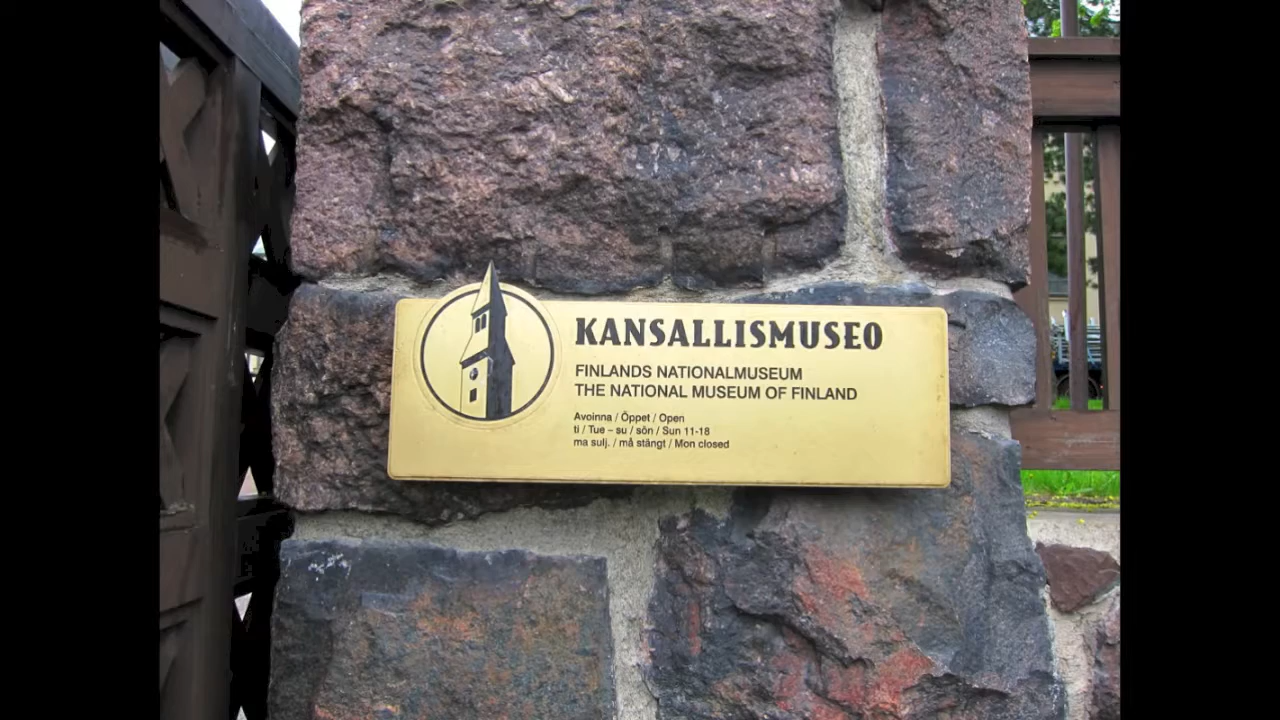 KANSALLISMUSEO
FINLANDS NATIONALMUSEUM
THE NATIONAL MUSEUM OF FINLAND
Avoinna / Öppet / Open
ti / Tue – su / sön / Sun 11-18
ma sulj. / må stängt / Mon closed